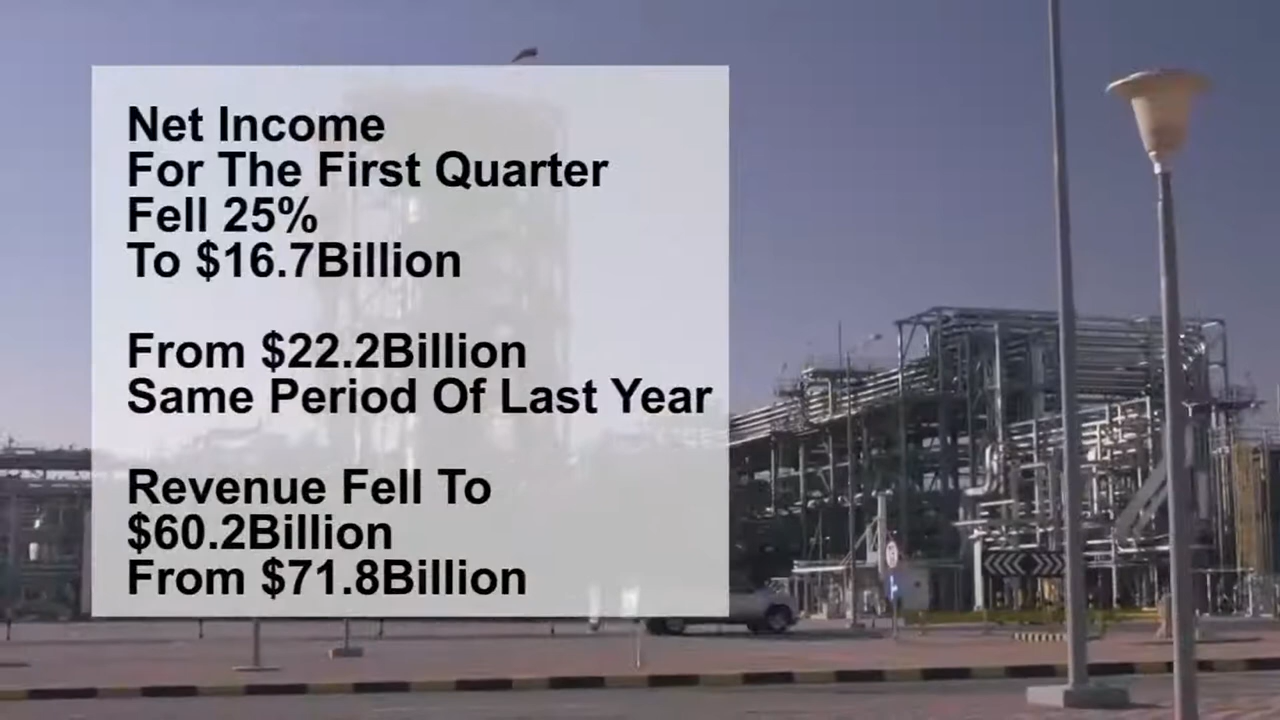 Net Income
For The First Quarter
Fell 25%
To $16.7Billion
From $22.2Billion
Same Period Of Last Year
Revenue Fell To
$60.2Billion
From $71.8Billion